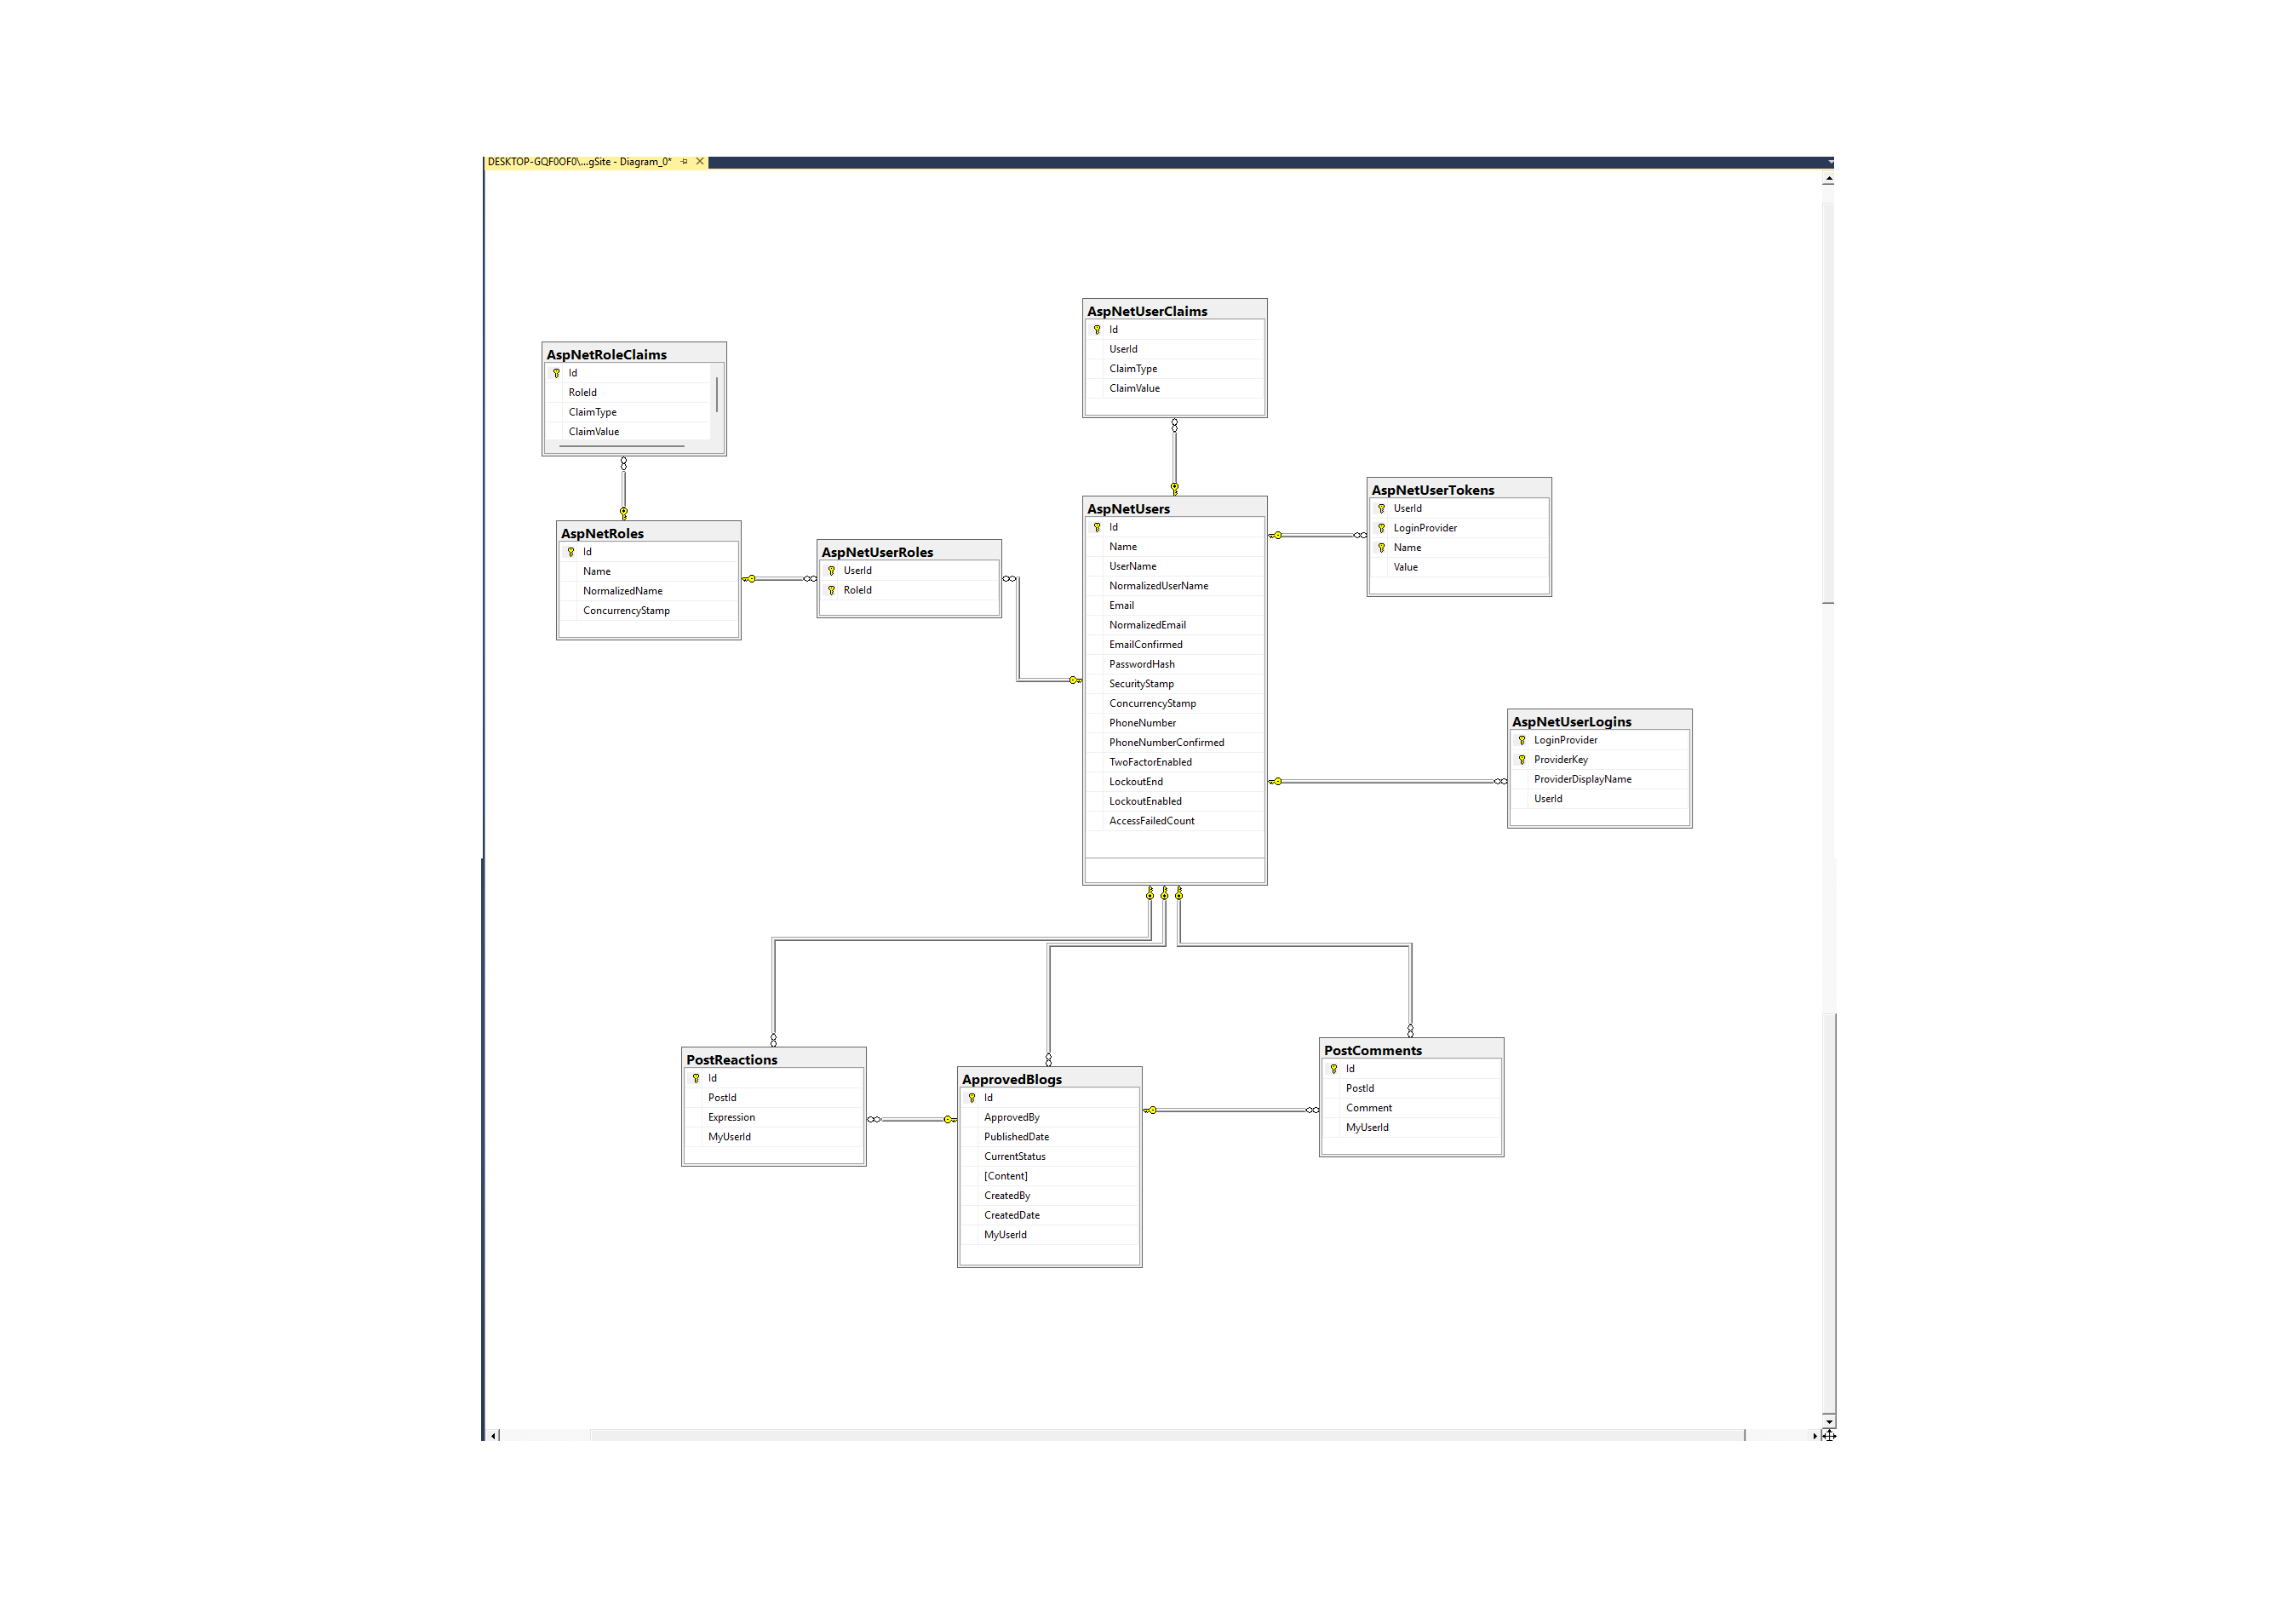 DESKTOP-GQF0OF0\...gSite - Diagram_0*
AspNetUserClaims
Id
UserId
ClaimType
ClaimValue
AspNetRoleClaims
Id
RoleId
ClaimType
ClaimValue
AspNetUserTokens
UserId
LoginProvider
Name
Value
AspNetUsers
Id
Name
UserName
NormalizedUserName
Email
NormalizedEmail
EmailConfirmed
PasswordHash
SecurityStamp
ConcurrencyStamp
PhoneNumber
PhoneNumberConfirmed
TwoFactorEnabled
LockoutEnd
LockoutEnabled
AccessFailedCount
AspNetRoles
Id
Name
NormalizedName
ConcurrencyStamp
AspNetUserRoles
UserId
RoleId
AspNetUserLogins
LoginProvider
ProviderKey
ProviderDisplayName
UserId
PostReactions
Id
PostId
Expression
MyUserId
ApprovedBlogs
Id
ApprovedBy
PublishedDate
CurrentStatus
[Content]
CreatedBy
CreatedDate
MyUserId
PostComments
Id
PostId
Comment
MyUserId